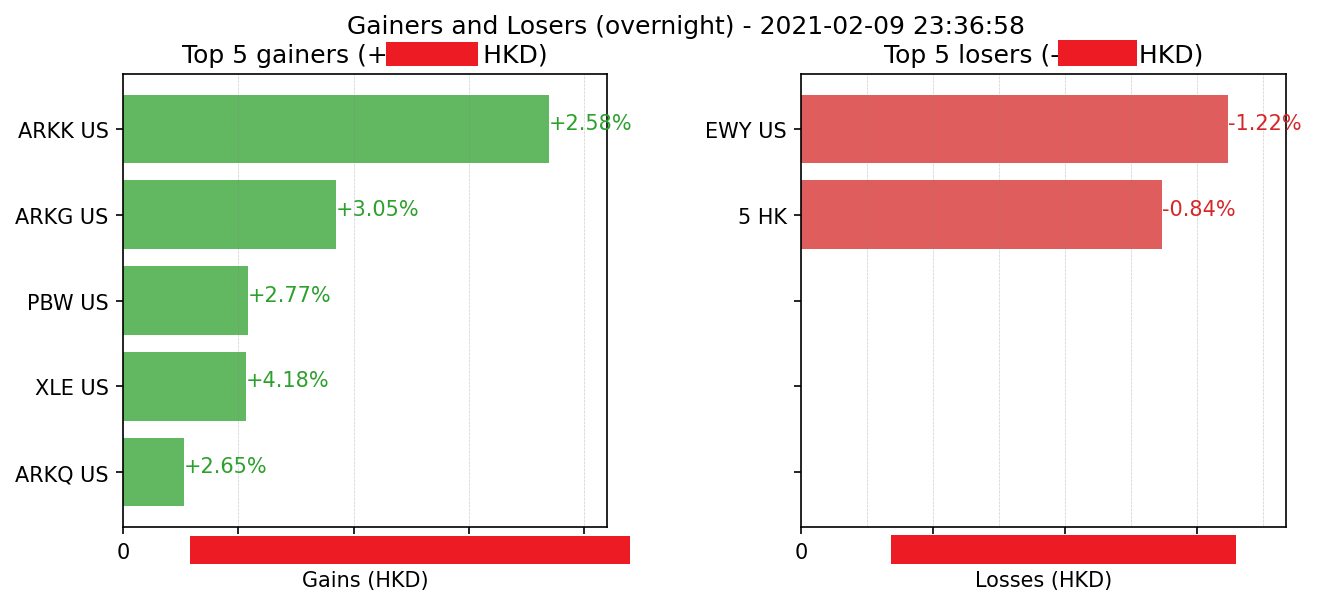 Gainers and Losers (overnight) - 2021-02-09 23:36:58
Top 5 gainers (+ HKD)
ARKK US +2.58%
ARKG US +3.05%
PBW US +2.77%
XLE US +4.18%
ARKQ US +2.65%
0
Gains (HKD)
Top 5 losers (- HKD)
EWY US -1.22%
5 HK -0.84%
0
Losses (HKD)